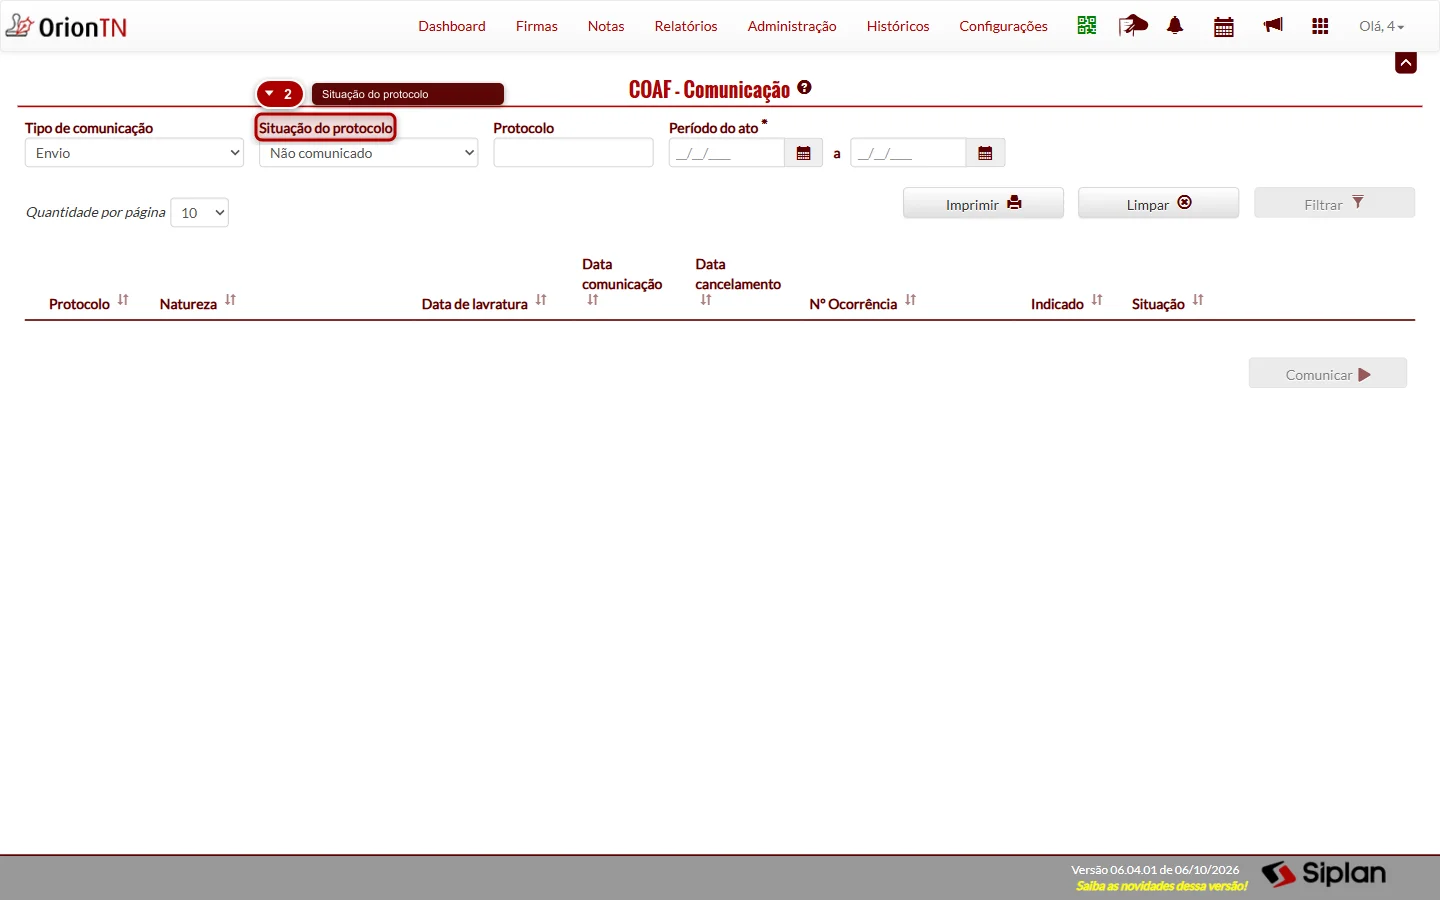 OrionTN
Dashboard
Firmas
Notas
Relatórios
Administração
Históricos
Configurações
Olá, 4
2
Situação do protocolo
COAF - Comunicação
Tipo de comunicação
Situação do protocolo
Protocolo
Período do ato *
Envio
Não comunicado
__/__/____
a
__/__/____
Quantidade por página
10
Imprimir
Limpar
Filtrar
Protocolo
Natureza
Data de lavratura
Data
comunicação
Data
cancelamento
Nº Ocorrência
Indicado
Situação
Comunicar
Versão 06.04.01 de 06/10/2026
Saiba as novidades dessa versão!
Siplan